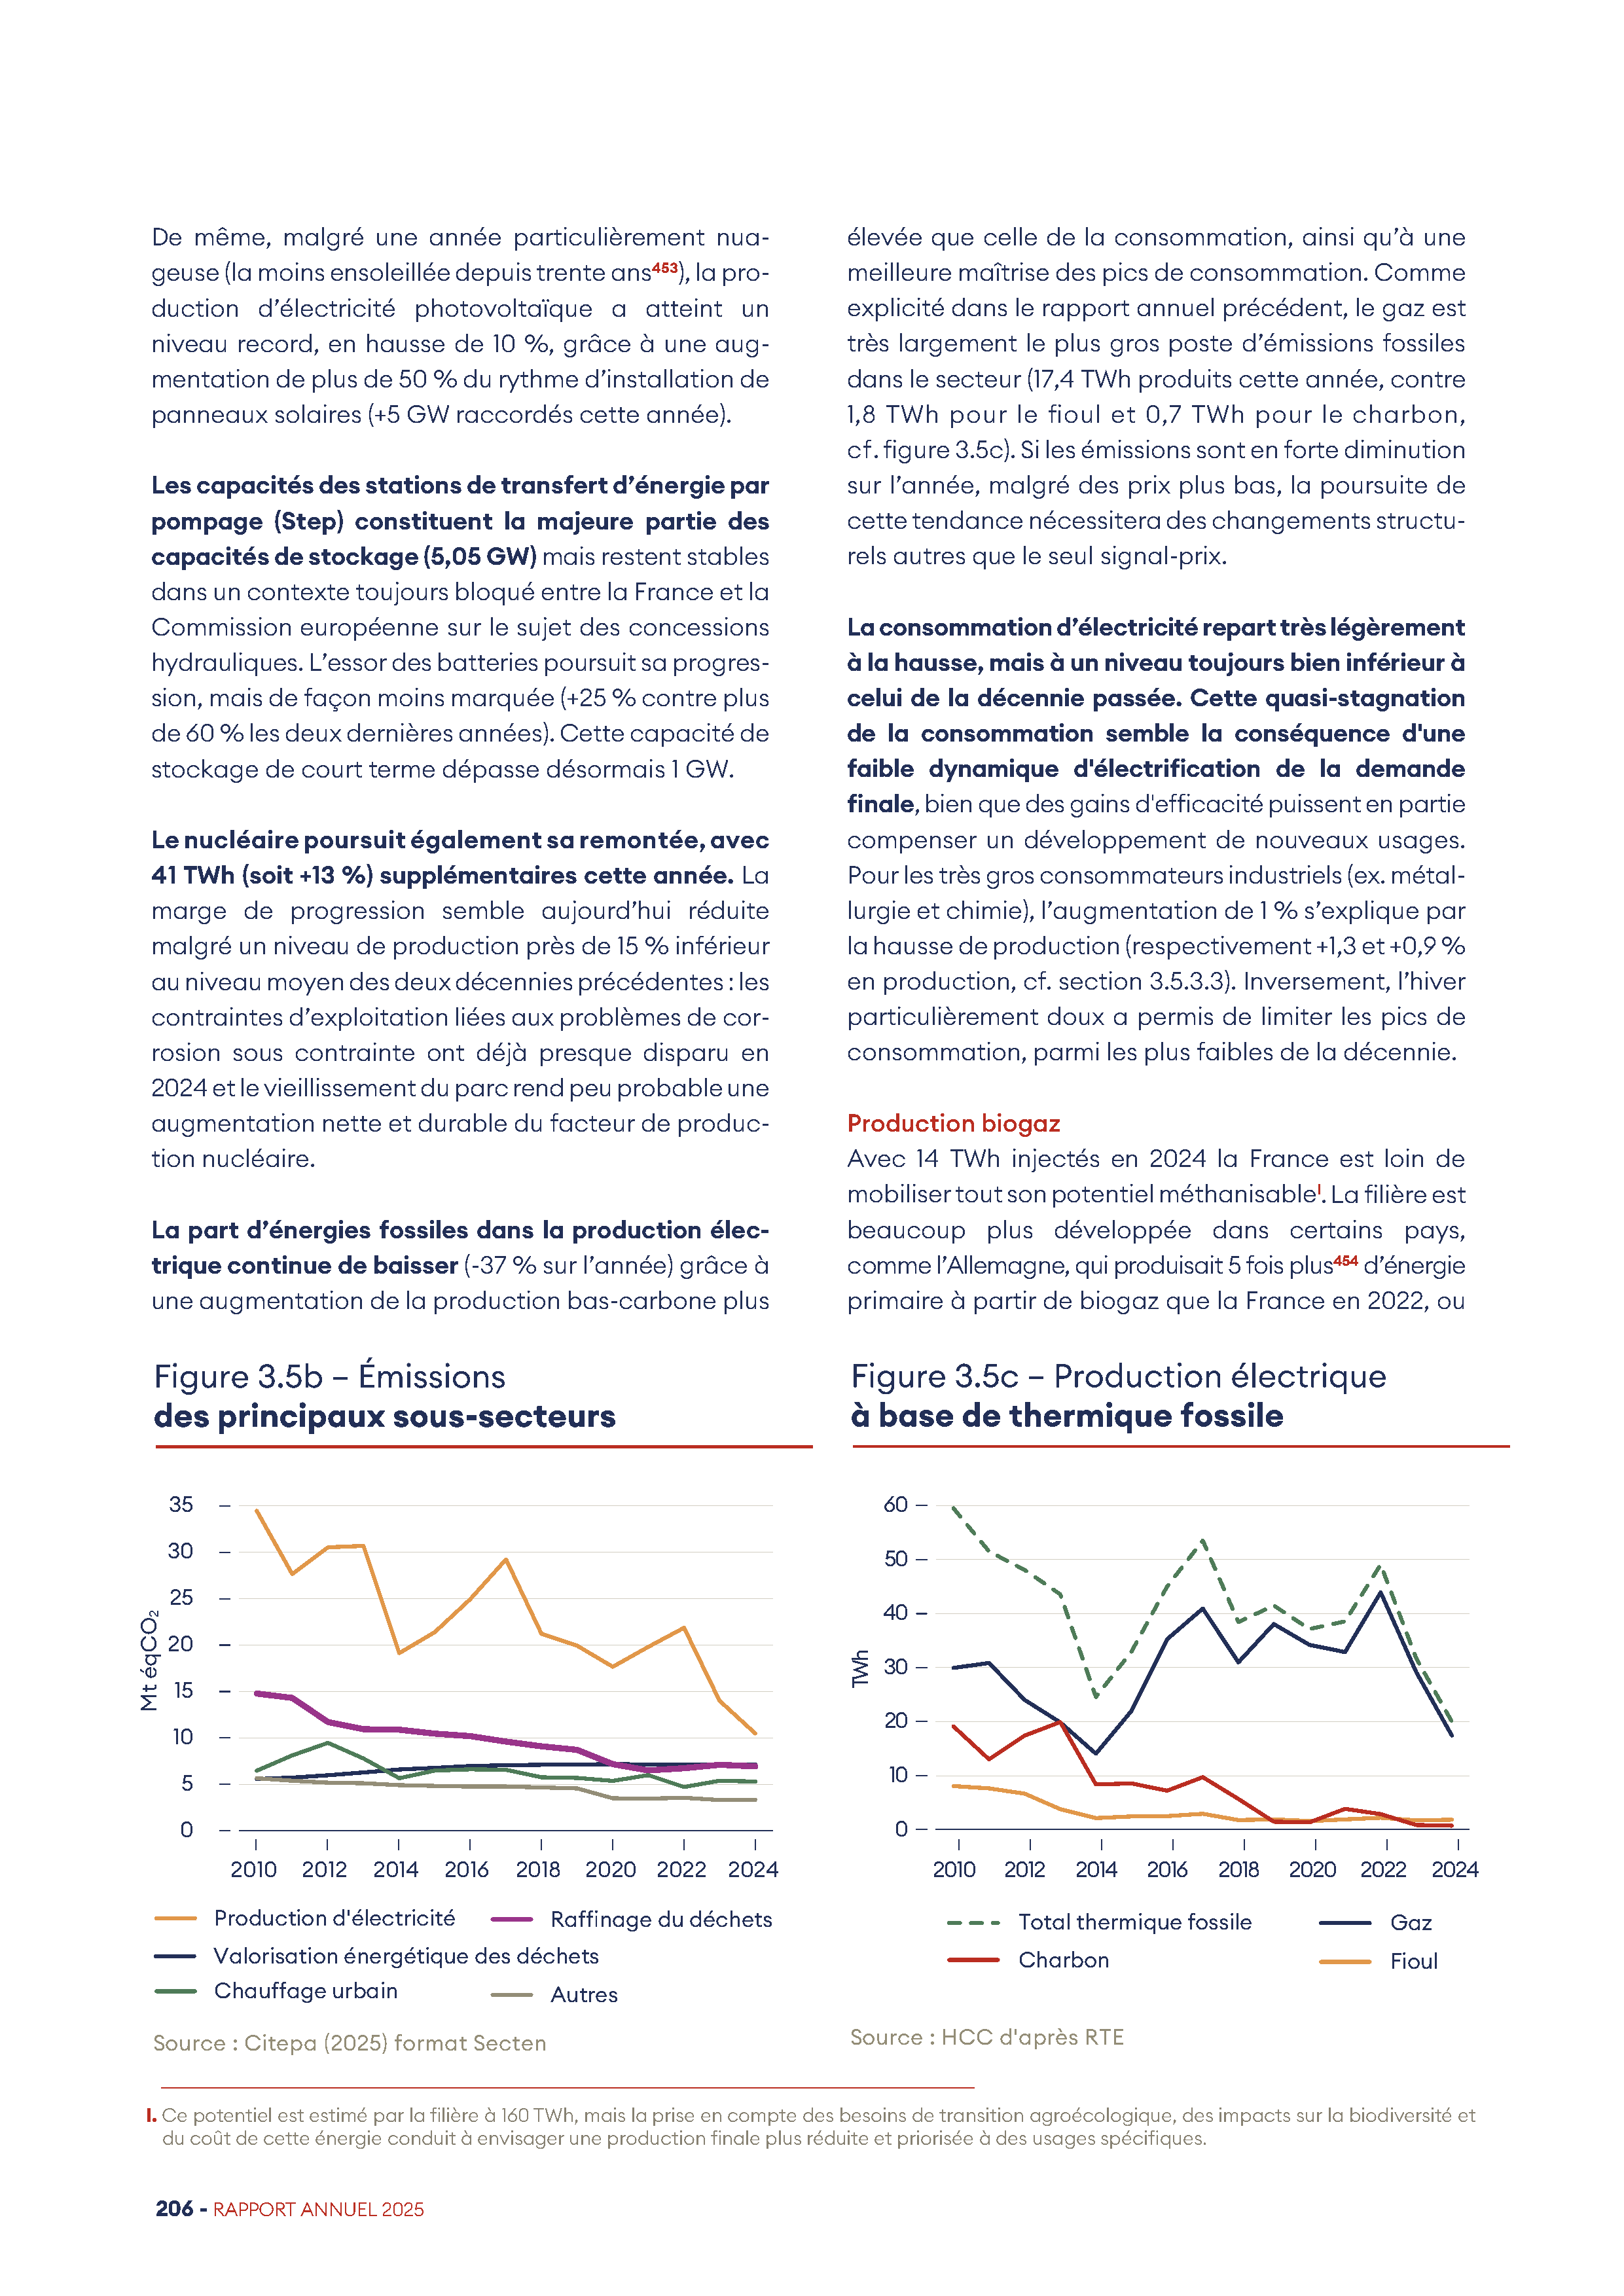 De même, malgré une année particulièrement nua-
geuse (la moins ensoleillée depuis trente ans453), la pro-
duction d’électricité photovoltaïque a atteint un
niveau record, en hausse de 10 %, grâce à une aug-
mentation de plus de 50 % du rythme d’installation de
panneaux solaires (+5 GW raccordés cette année).
Les capacités des stations de transfert d’énergie par
pompage (Step) constituent la majeure partie des
capacités de stockage (5,05 GW) mais restent stables
dans un contexte toujours bloqué entre la France et la
Commission européenne sur le sujet des concessions
hydrauliques. L’essor des batteries poursuit sa progres-
sion, mais de façon moins marquée (+25 % contre plus
de 60 % les deux dernières années). Cette capacité de
stockage de court terme dépasse désormais 1 GW.
Le nucléaire poursuit également sa remontée, avec
41 TWh (soit +13 %) supplémentaires cette année. La
marge de progression semble aujourd’hui réduite
malgré un niveau de production près de 15 % inférieur
au niveau moyen des deux décennies précédentes : les
contraintes d’exploitation liées aux problèmes de cor-
rosion sous contrainte ont déjà presque disparu en
2024 et le vieillissement du parc rend peu probable une
augmentation nette et durable du facteur de produc-
tion nucléaire.
La part d’énergies fossiles dans la production élec-
trique continue de baisser (-37 % sur l’année) grâce à
une augmentation de la production bas-carbone plus
élevée que celle de la consommation, ainsi qu’à une
meilleure maîtrise des pics de consommation. Comme
explicité dans le rapport annuel précédent, le gaz est
très largement le plus gros poste d’émissions fossiles
dans le secteur (17,4 TWh produits cette année, contre
1,8 TWh pour le fioul et 0,7 TWh pour le charbon,
cf. figure 3.5c). Si les émissions sont en forte diminution
sur l’année, malgré des prix plus bas, la poursuite de
cette tendance nécessitera des changements structu-
rels autres que le seul signal-prix.
La consommation d’électricité repart très légèrement
à la hausse, mais à un niveau toujours bien inférieur à
celui de la décennie passée. Cette quasi-stagnation
de la consommation semble la conséquence d'une
faible dynamique d'électrification de la demande
finale, bien que des gains d'efficacité puissent en partie
compenser un développement de nouveaux usages.
Pour les très gros consommateurs industriels (ex. métal-
lurgie et chimie), l’augmentation de 1 % s’explique par
la hausse de production (respectivement +1,3 et +0,9 %
en production, cf. section 3.5.3.3). Inversement, l’hiver
particulièrement doux a permis de limiter les pics de
consommation, parmi les plus faibles de la décennie.
Production biogaz
Avec 14 TWh injectés en 2024 la France est loin de
mobiliser tout son potentiel méthanisableI. La filière est
beaucoup plus développée dans certains pays,
comme l’Allemagne, qui produisait 5 fois plus454 d’énergie
primaire à partir de biogaz que la France en 2022, ou
Figure 3.5b – Émissions
des principaux sous-secteurs
Mt éqCO2
35
30
25
20
15
10
5
0
2010 2012 2014 2016 2018 2020 2022 2024
Production d'électricité
Raffinage du déchets
Valorisation énergétique des déchets
Chauffage urbain
Autres
Source : Citepa (2025) format Secten
Figure 3.5c – Production électrique
à base de thermique fossile
TWh
60
50
40
30
20
10
0
2010 2012 2014 2016 2018 2020 2022 2024
Total thermique fossile
Gaz
Charbon
Fioul
Source : HCC d'après RTE
I. Ce potentiel est estimé par la filière à 160 TWh, mais la prise en compte des besoins de transition agroécologique, des impacts sur la biodiversité et
du coût de cette énergie conduit à envisager une production finale plus réduite et priorisée à des usages spécifiques.
206 - RAPPORT ANNUEL 2025